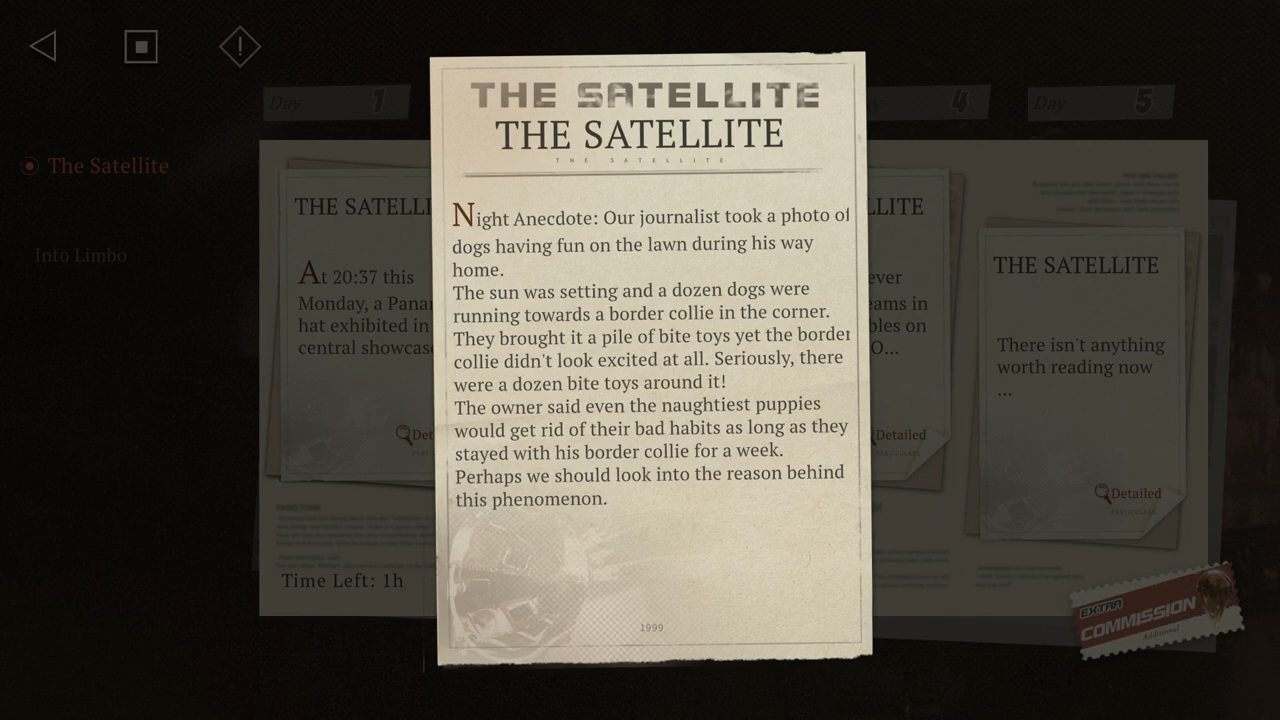 Day 1
y 4
Day 5
The Satellite
Into Limbo
THE SATELLITE
THE SATELLITE
THE SATELLITE
Night Anecdote: Our journalist took a photo of
dogs having fun on the lawn during his way
home.
The sun was setting and a dozen dogs were
running towards a border collie in the corner.
They brought it a pile of bite toys yet the border
collie didn't look excited at all. Seriously, there
were a dozen bite toys around it!
The owner said even the naughtiest puppies
would get rid of their bad habits as long as they
stayed with his border collie for a week.
Perhaps we should look into the reason behind
this phenomenon.
1999
THE SATELLI
At 20:37 this
Monday, a Panan
hat exhibited in
central showcase
Det
LLITE
ever
eams in
bles on
O...
Detailed
THE SATELLITE
There isn't anything
worth reading now
...
Detailed
Time Left: 1h
EXTRA
COMMISSION
Additional